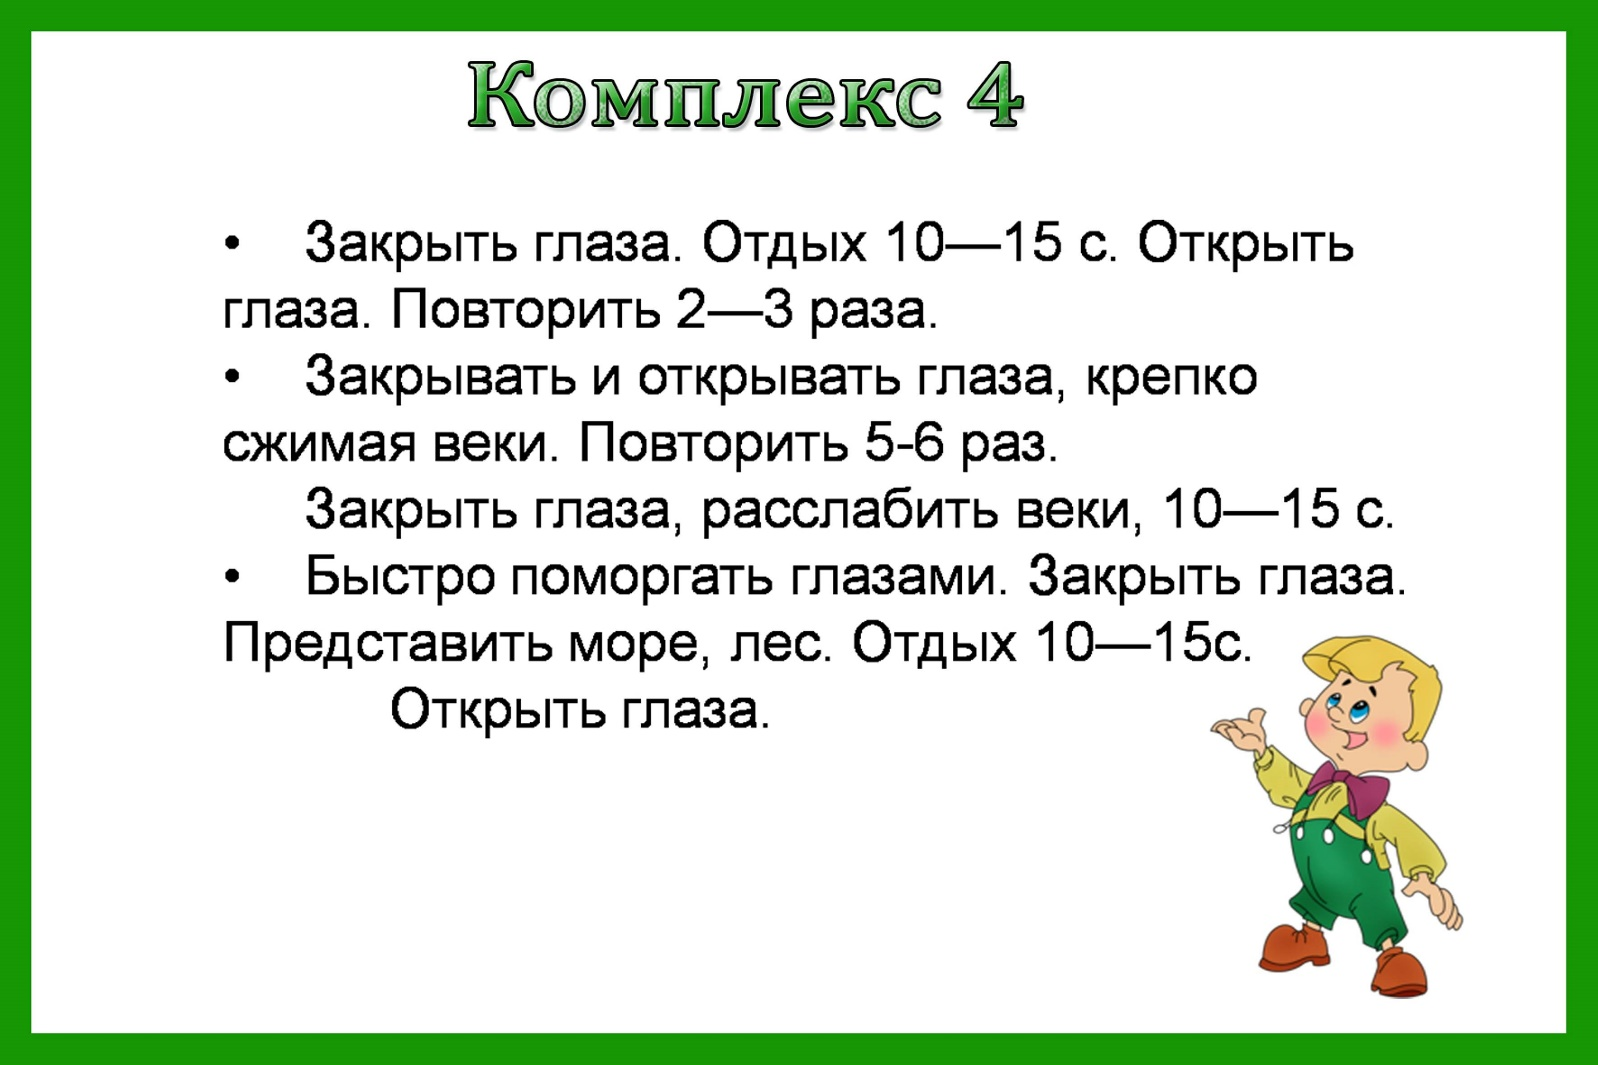 Комплекс 4
• Закрыть глаза. Отдых 10—15 с. Открыть
глаза. Повторить 2—3 раза.
• Закрывать и открывать глаза, крепко
сжимая веки. Повторить 5-6 раз.
Закрыть глаза, расслабить веки, 10—15 с.
• Быстро поморгать глазами. Закрыть глаза.
Представить море, лес. Отдых 10—15с.
Открыть глаза.